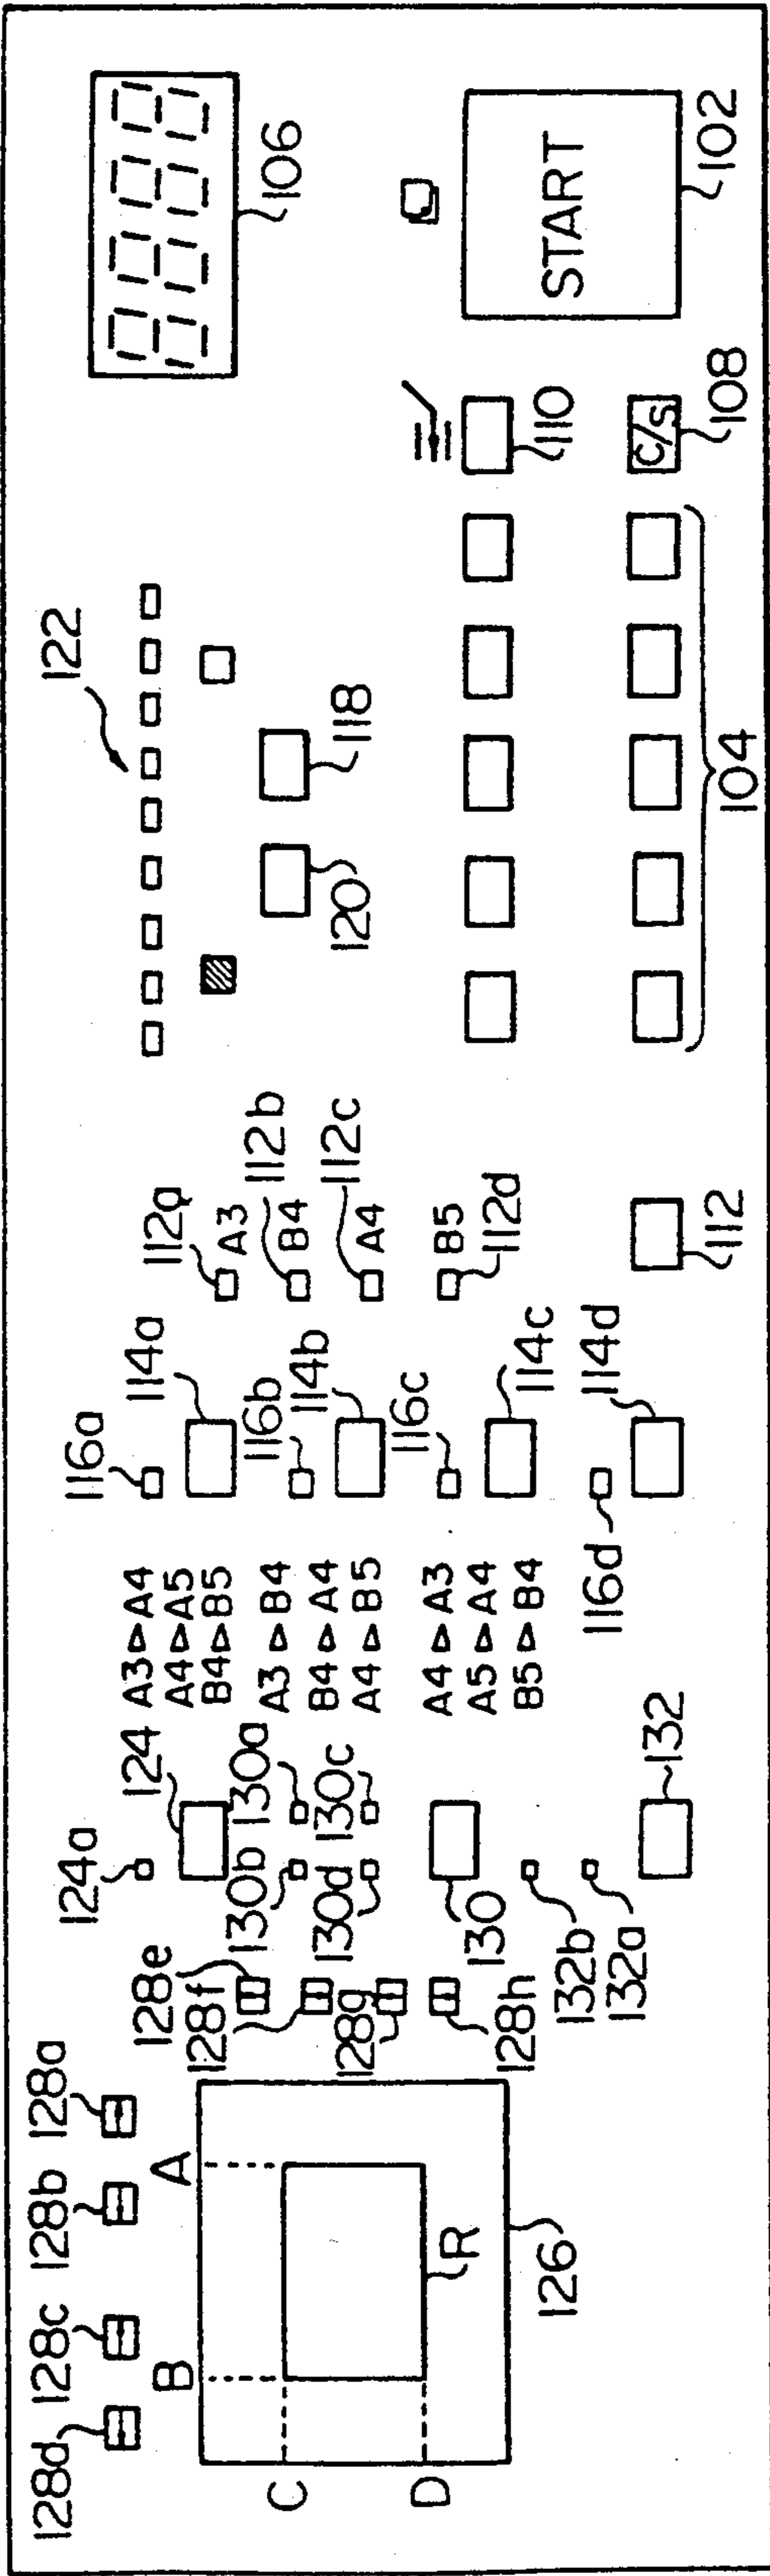 128d 128c 128b 128a
B A
C
D
R
126
128e
128f
128g
128h
124a
124
130b 130a
130d 130c
130
132b
132a
132
A3▷A4
A4▷A5
B4▷B5
A3▷B4
B4▷A4
A4▷B5
A4▷A3
A5▷A4
B5▷B4
116a
114a
116b
114b
116c
114c
116d
114d
112a
A3
112b
B4
112c
A4
B5
112d
112
122
120 118
104
110
C/S
108
8888
106
START
102